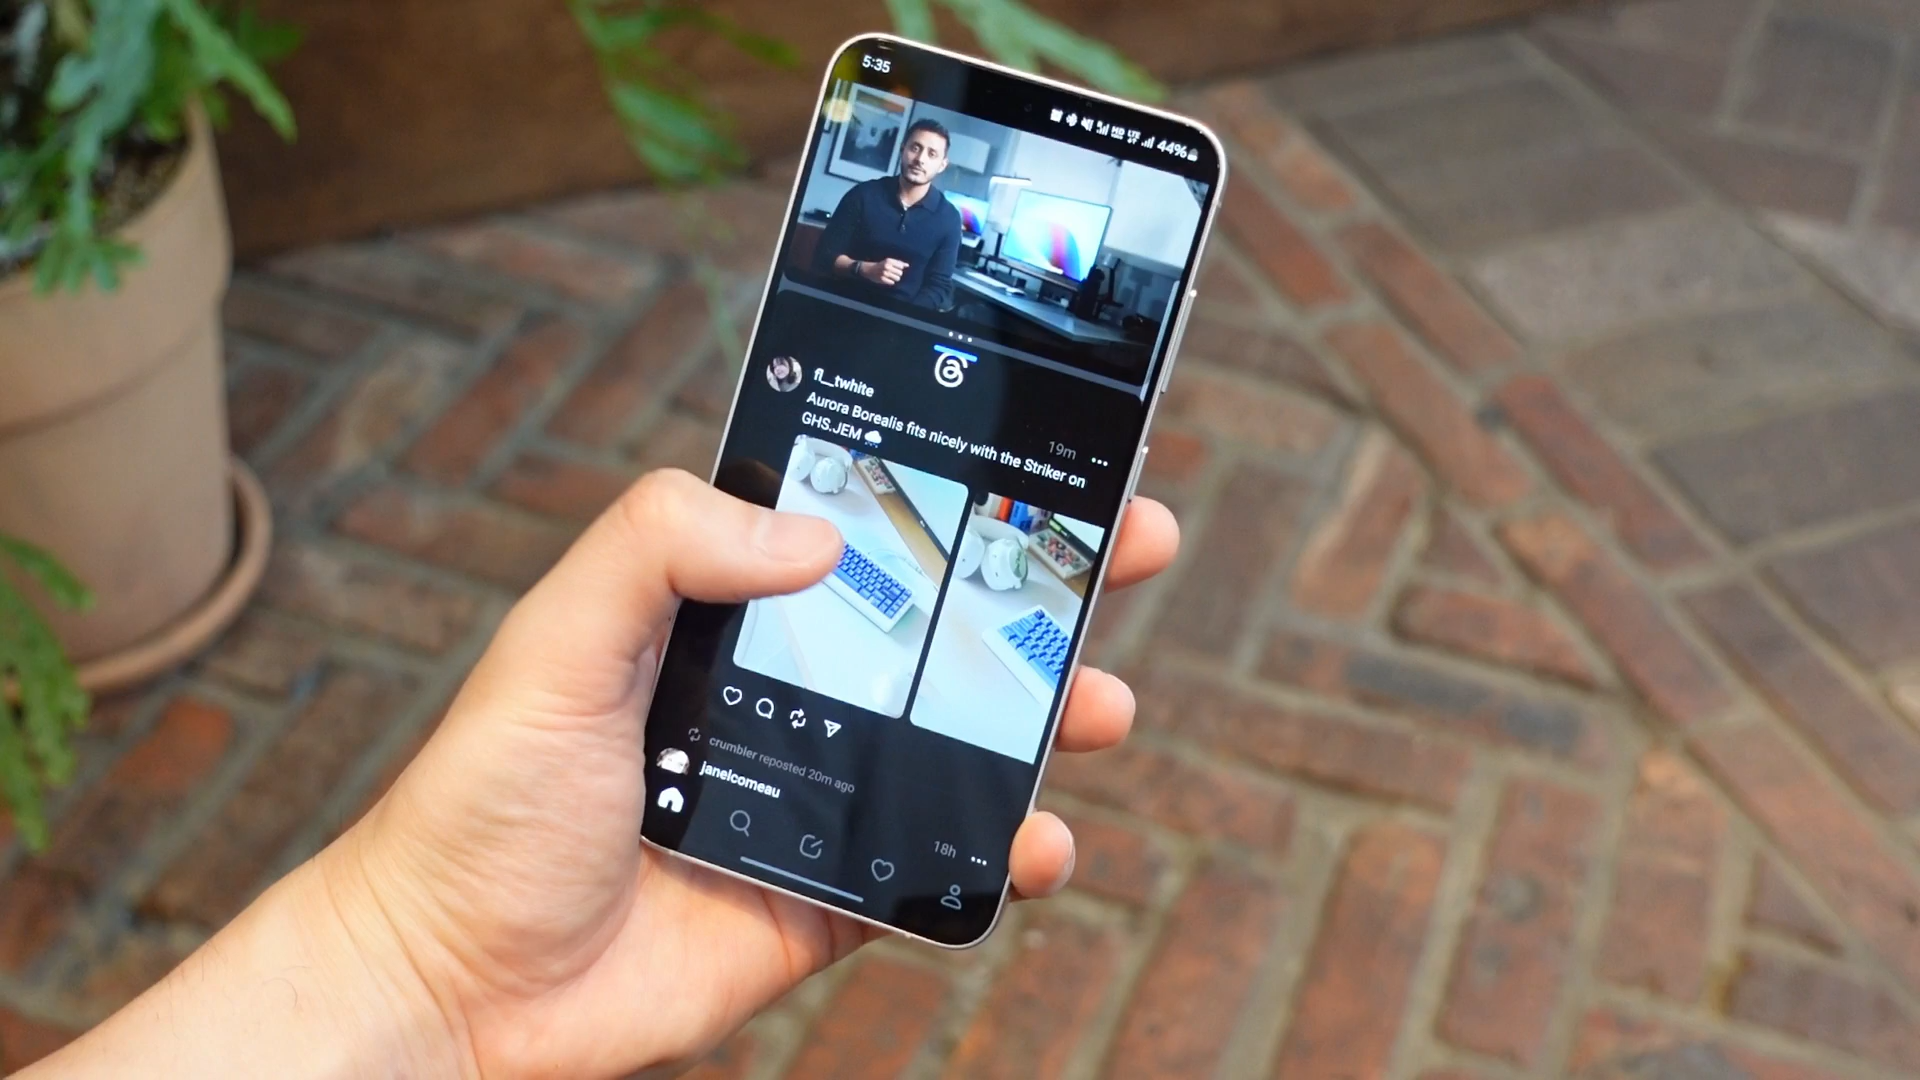 5:35
44%
fl__twhite
19m
Aurora Borealis fits nicely with the Striker on
GHS.JEM
crumbler reposted 20m ago
janelcomeau
18h